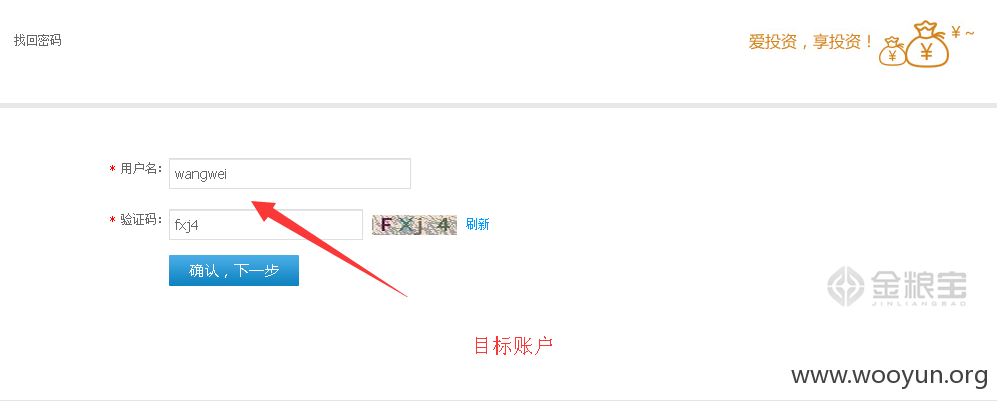 找回密码
爱投资，享投资！
¥ ¥ ¥ ~
* 用户名：
wangwei
* 验证码：
fxj4
F X j 4
刷新
确认，下一步
金粮宝
JINLIANGBAO
目标账户
www.wooyun.org